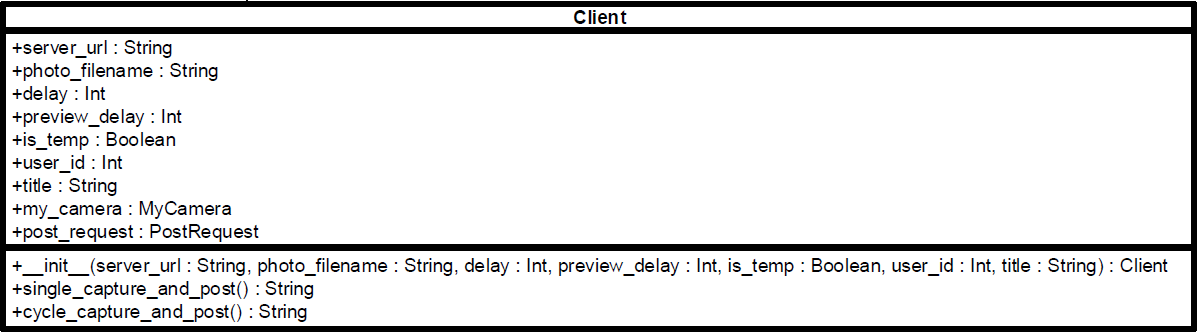 Client
+server_url : String
+photo_filename : String
+delay : Int
+preview_delay : Int
+is_temp : Boolean
+user_id : Int
+title : String
+my_camera : MyCamera
+post_request : PostRequest
+__init__(server_url : String, photo_filename : String, delay : Int, preview_delay : Int, is_temp : Boolean, user_id : Int, title : String) : Client
+single_capture_and_post() : String
+cycle_capture_and_post() : String